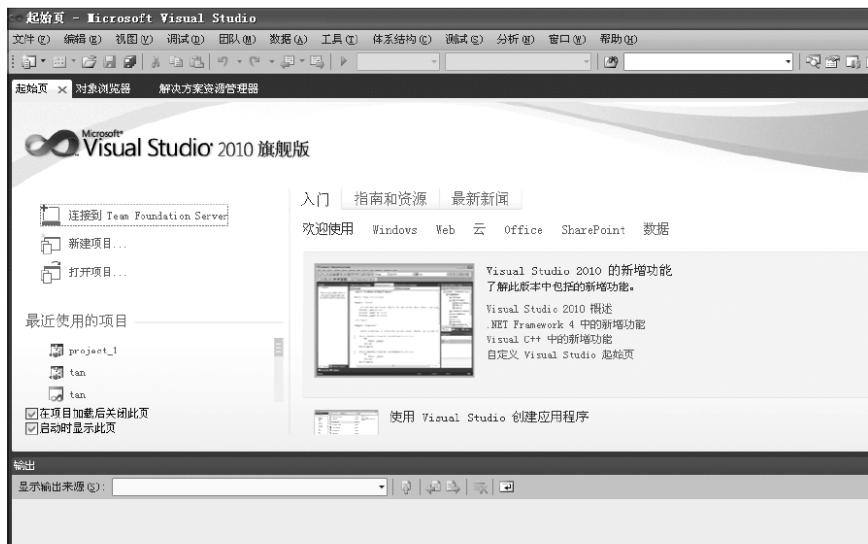 起始页 - Microsoft Visual Studio
文件(F) 编辑(E) 视图(V) 调试(D) 团队(M) 数据(A) 工具(T) 体系结构(C) 测试(S) 分析(N) 窗口(W) 帮助(H)
起始页 对象浏览器 解决方案资源管理器
Microsoft®
Visual Studio 2010 旗舰版
连接到 Team Foundation Server
新建项目...
打开项目...
最近使用的项目
project_1
tan
tan
在项目加载后关闭此页
启动时显示此页
入门 指南和资源 最新新闻
欢迎使用 Windows Web 云 Office SharePoint 数据
Visual Studio 2010 的新增功能
了解此版本中包括的新增功能。
Visual Studio 2010 概述
.NET Framework 4 中的新增功能
Visual C++ 中的新增功能
自定义 Visual Studio 起始页
使用 Visual Studio 创建应用程序
输出
显示输出来源(S):